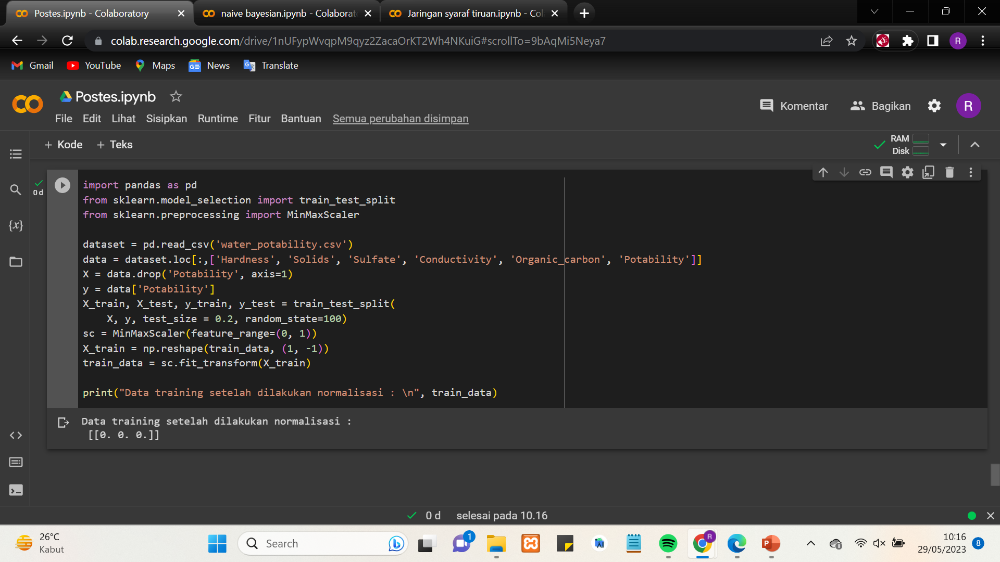 Postes.ipynb - Colaboratory
naive bayesian.ipynb - Colaborat
Jaringan syaraf tiruan.ipynb - Col
colab.research.google.com/drive/1nUFypWvqpM9qyz2ZacaOrKT2Wh4NKuiG#scrollTo=9bAqMi5Neya7
R
Gmail
YouTube
Maps
News
Translate
Postes.ipynb
Komentar
Bagikan
R
File Edit Lihat Sisipkan Runtime Fitur Bantuan Semua perubahan disimpan
+ Kode + Teks
RAM
Disk
0 d
import pandas as pd
from sklearn.model_selection import train_test_split
from sklearn.preprocessing import MinMaxScaler
dataset = pd.read_csv('water_potability.csv')
data = dataset.loc[:,['Hardness', 'Solids', 'Sulfate', 'Conductivity', 'Organic_carbon', 'Potability']]
X = data.drop('Potability', axis=1)
y = data['Potability']
X_train, X_test, y_train, y_test = train_test_split(
    X, y, test_size = 0.2, random_state=100)
sc = MinMaxScaler(feature_range=(0, 1))
X_train = np.reshape(train_data, (1, -1))
train_data = sc.fit_transform(X_train)
print("Data training setelah dilakukan normalisasi : \n", train_data)
Data training setelah dilakukan normalisasi :
 [[0. 0. 0.]]
{x}
0 d selesai pada 10.16
26°C
Kabut
Search
1
R
P
10:16
29/05/2023
8